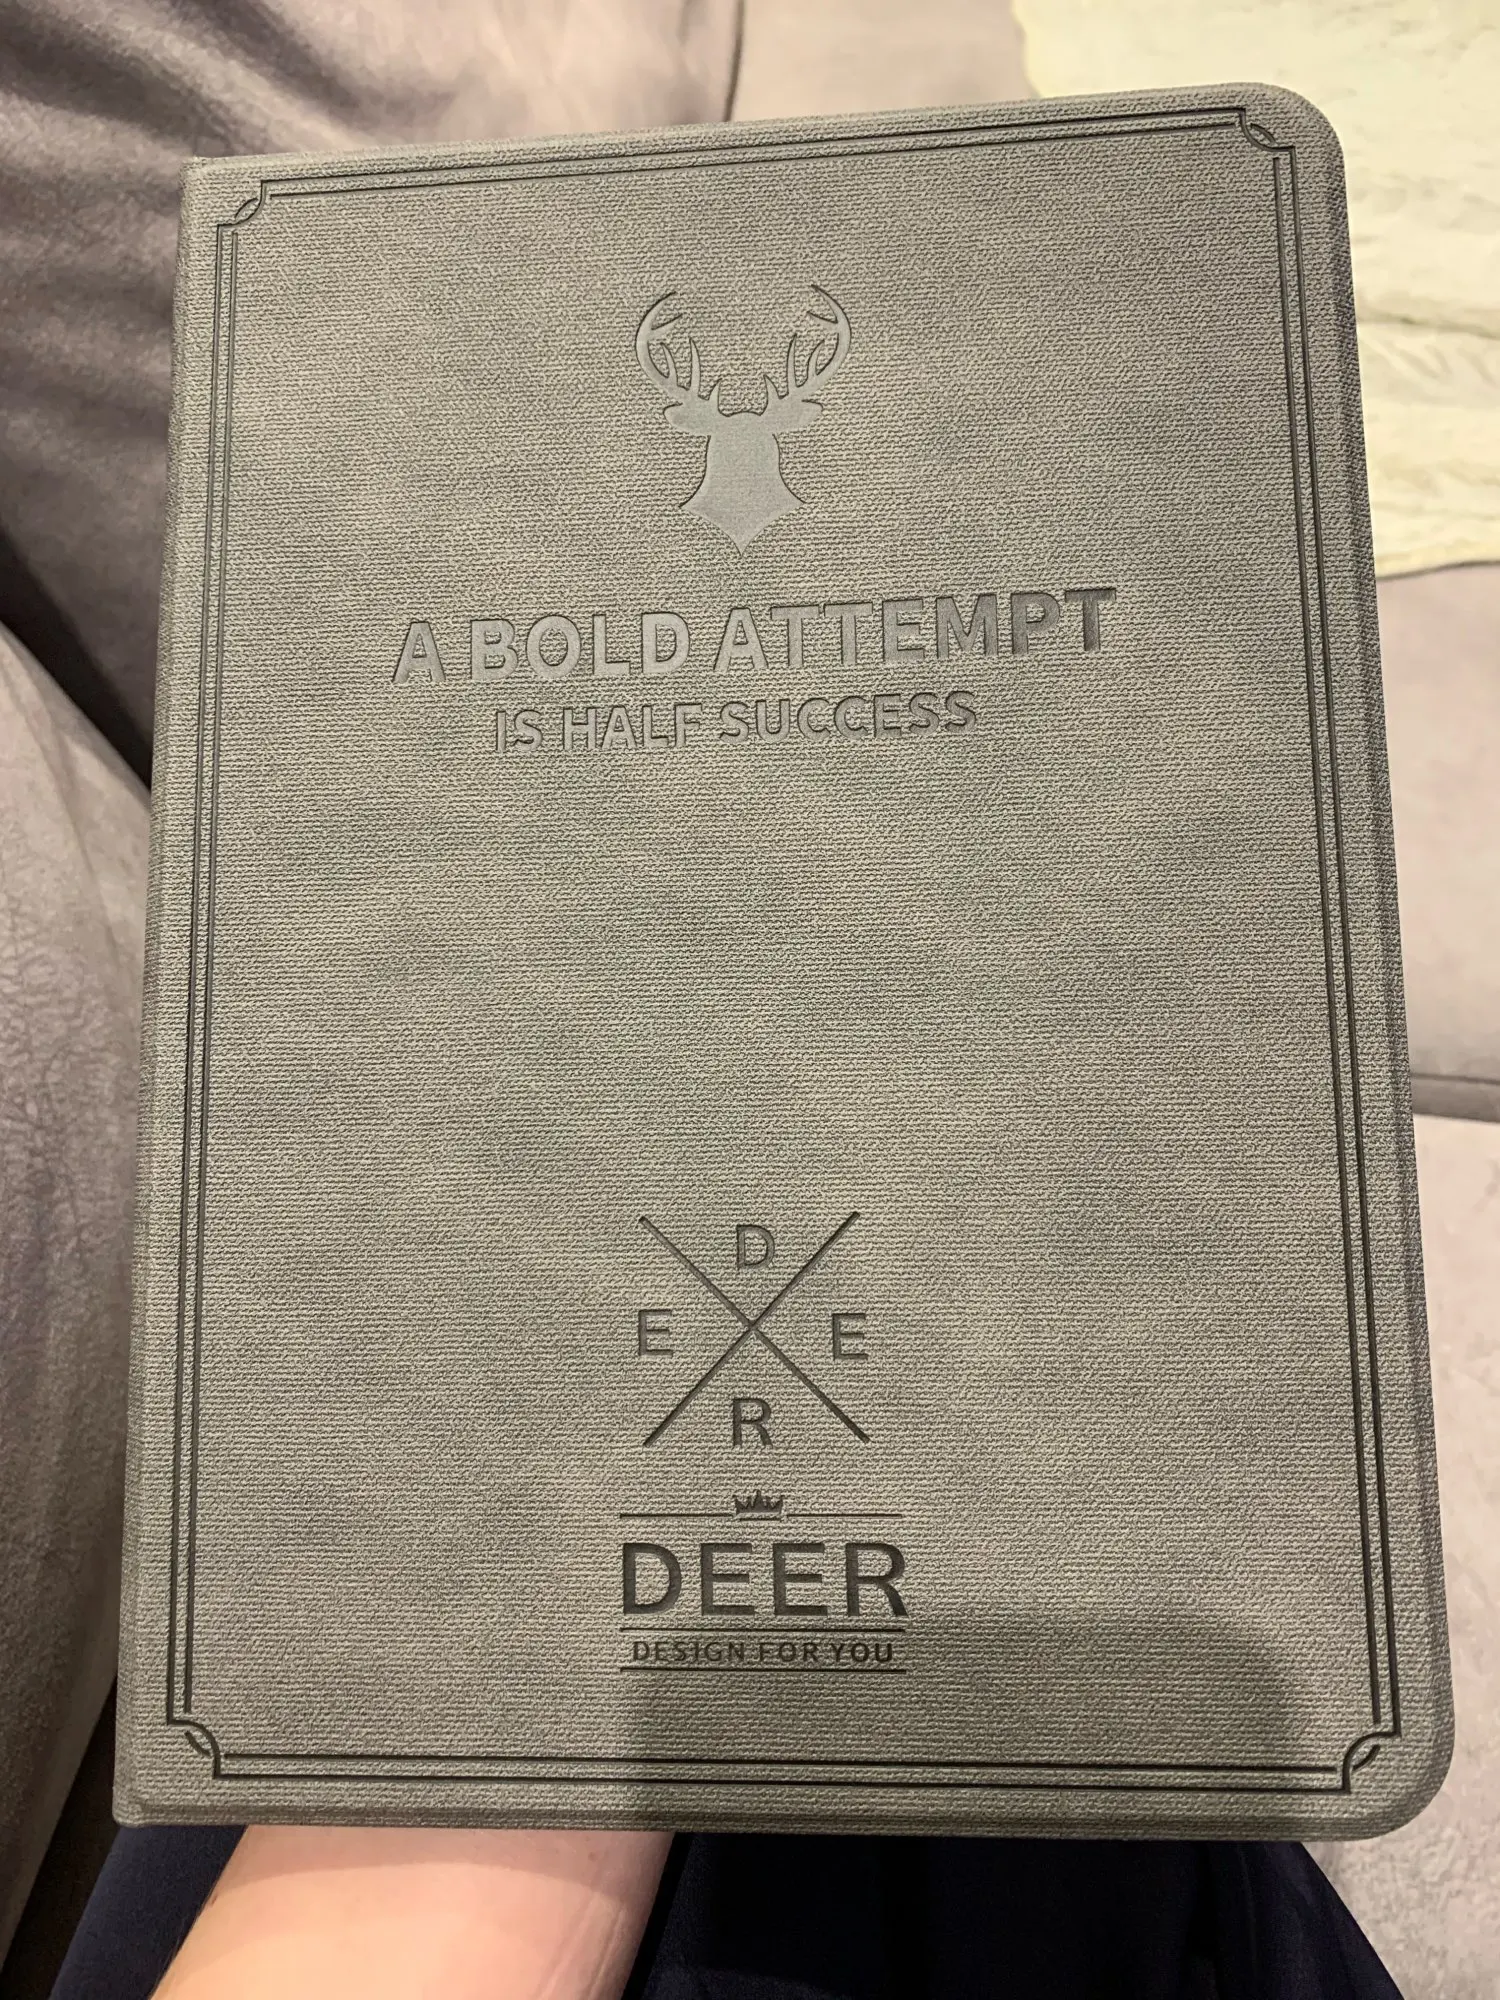 A BOLD ATTEMPT
IS HALF SUCCESS
D
E E
R
DEER
DESIGN FOR YOU